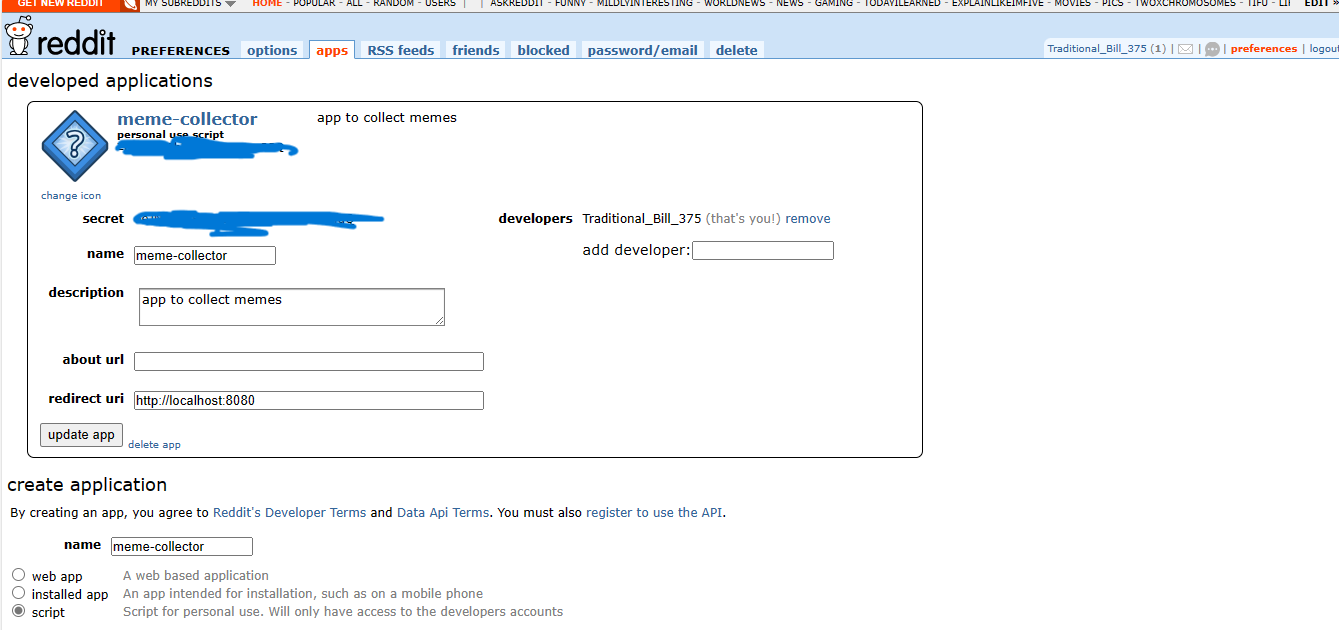 GET NEW REDDIT MY SUBREDDITS HOME - POPULAR - ALL - RANDOM - USERS | | ASKREDDIT - FUNNY - MILDLYINTERESTING - WORLDNEWS - NEWS - GAMING - TODAYILEARNED - EXPLAINLIKEIMFIVE - MOVIES - PICS - TWOXCHROMOSOMES - TIFU - EDIT »
reddit PREFERENCES options apps RSS feeds friends blocked password/email delete Traditional_Bill_375 (1) | | | preferences | logout
developed applications
meme-collector app to collect memes
personal use script
change icon
secret developers Traditional_Bill_375 (that's you!) remove
name meme-collector add developer:
description app to collect memes
about url
redirect uri http://localhost:8080
update app delete app
create application
By creating an app, you agree to Reddit's Developer Terms and Data Api Terms. You must also register to use the API.
name meme-collector
web app A web based application
installed app An app intended for installation, such as on a mobile phone
script Script for personal use. Will only have access to the developers accounts